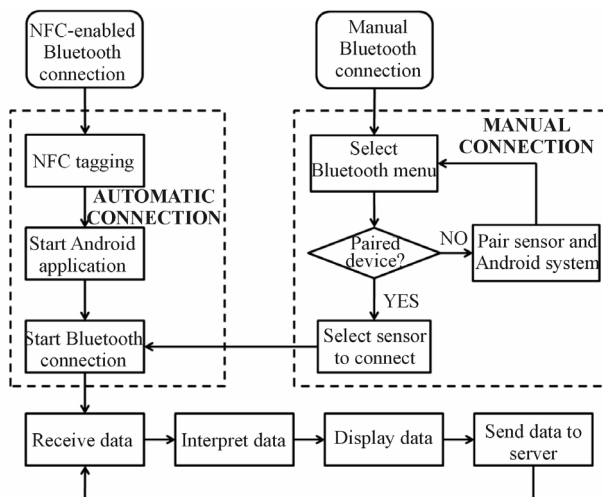 NFC-enabled
Bluetooth
connection
Manual
Bluetooth
connection
NFC tagging
AUTOMATIC
CONNECTION
Start Android
application
Start Bluetooth
connection
MANUAL
CONNECTION
Select
Bluetooth menu
Paired
device?
NO
Pair sensor and
Android system
YES
Select sensor
to connect
Receive data
Interpret data
Display data
Send data to
server